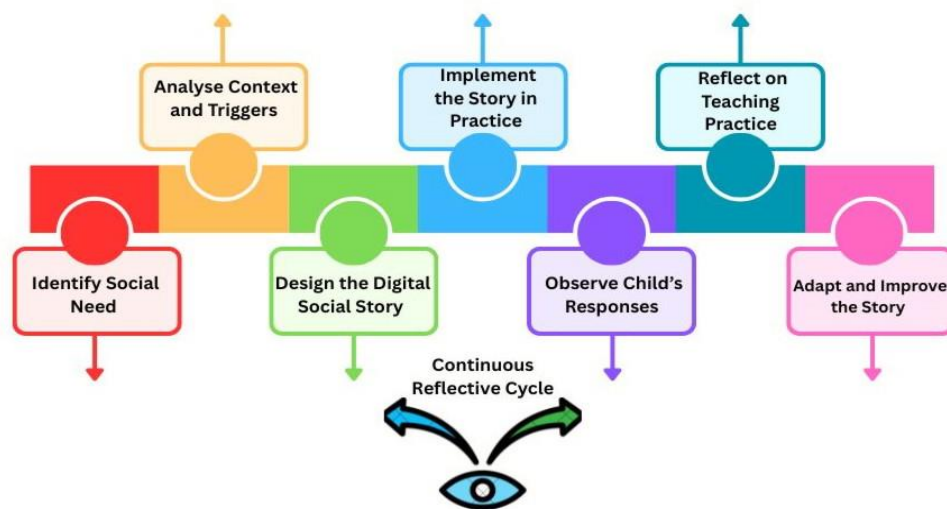 Analyse Context
and Triggers
Implement
the Story in
Practice
Reflect on
Teaching
Practice
Identify Social
Need
Design the Digital
Social Story
Observe Child's
Responses
Adapt and Improve
the Story
Continuous
Reflective Cycle